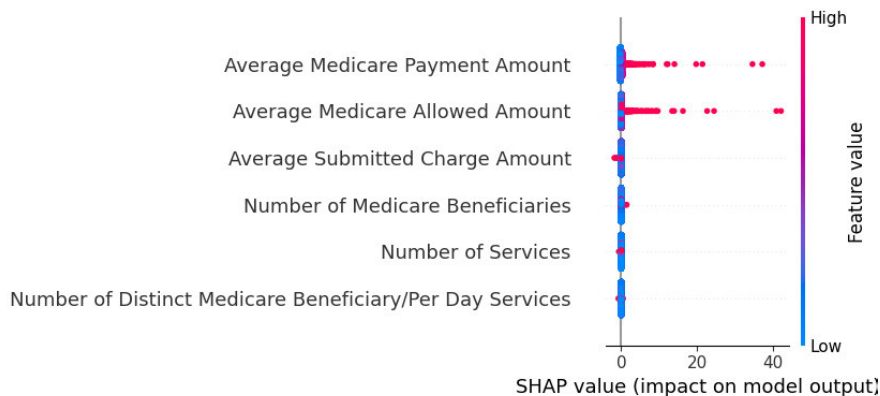 High
Average Medicare Payment Amount
Average Medicare Allowed Amount
Average Submitted Charge Amount
Number of Medicare Beneficiaries
Number of Services
Number of Distinct Medicare Beneficiary/Per Day Services
Feature value
Low
0 20 40
SHAP value (impact on model output)